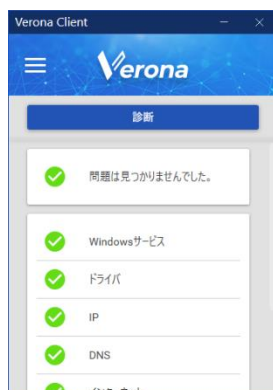 Verona Client
Verona
診断
問題は見つかりませんでした。
Windowsサービス
ドライバ
IP
DNS